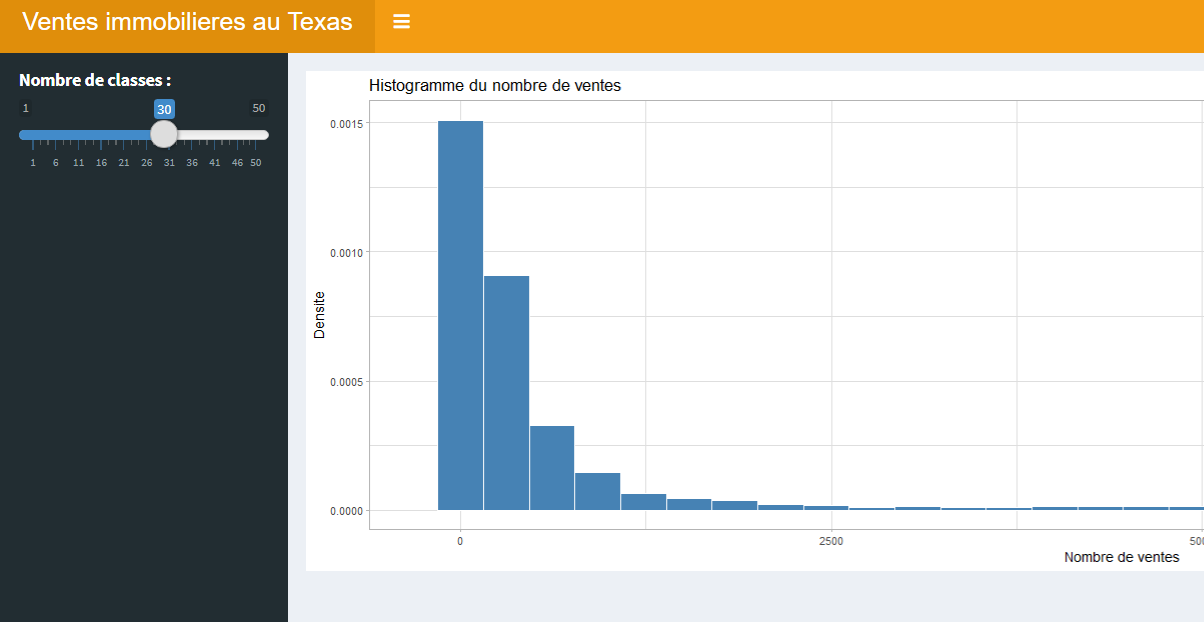 Ventes immobilieres au Texas
Nombre de classes :
1 30 50
1 6 11 16 21 26 31 36 41 46 50
Histogramme du nombre de ventes
Densite
0.0015
0.0010
0.0005
0.0000
0 2500
Nombre de ventes